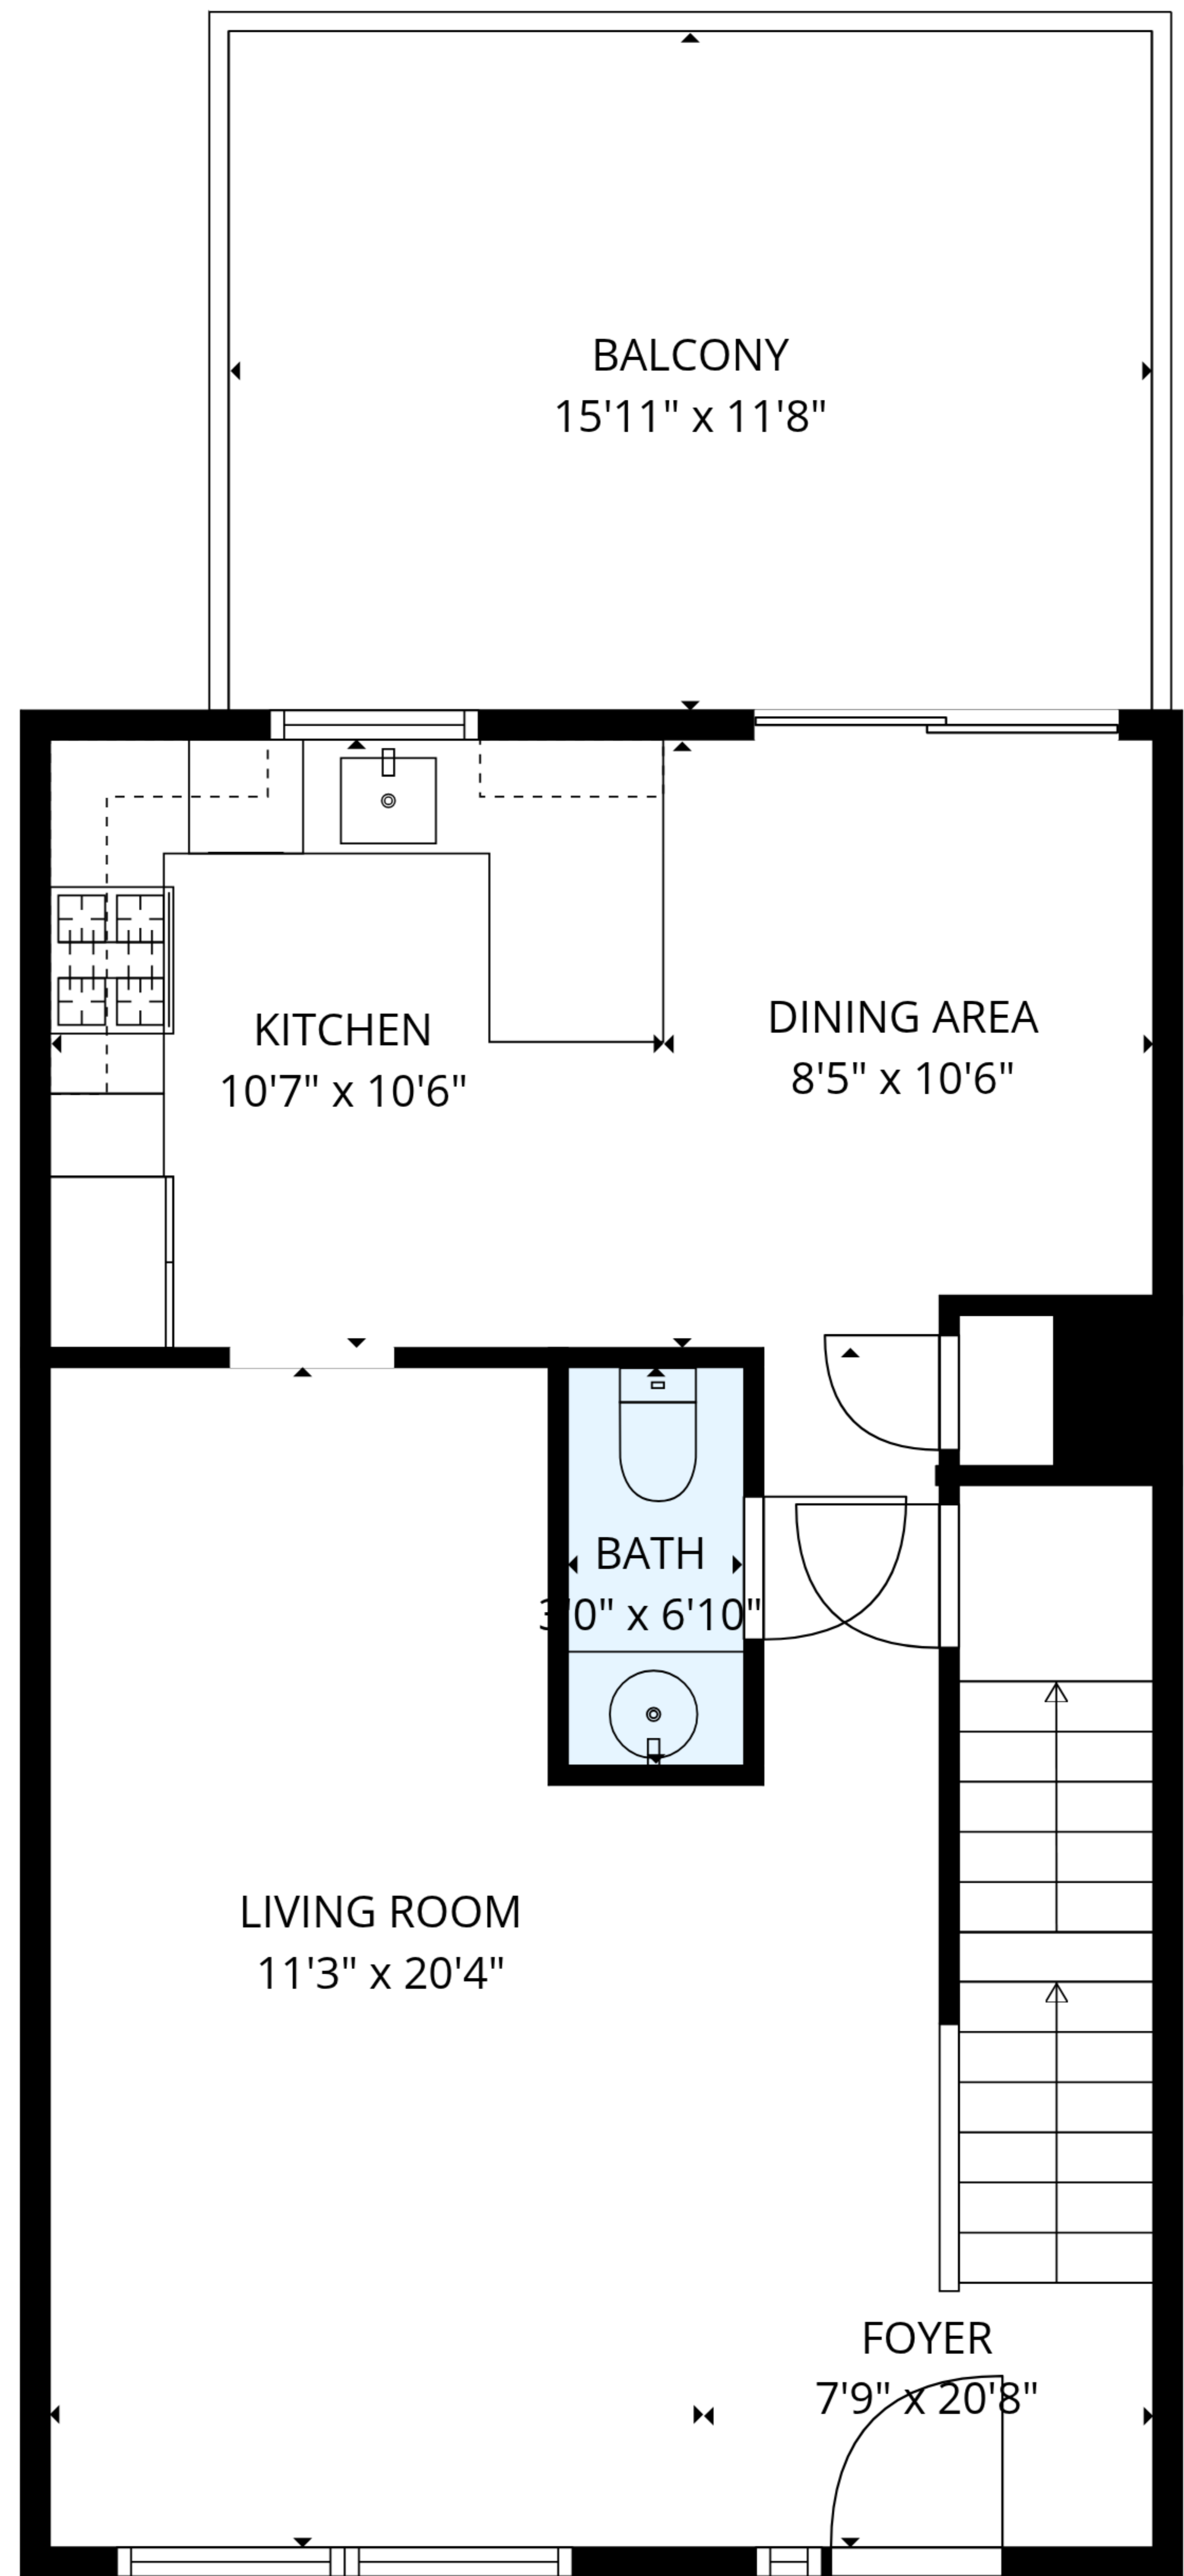 BALCONY
15'11" x 11'8"
KITCHEN
10'7" x 10'6"
DINING AREA
8'5" x 10'6"
BATH
3'0" x 6'10"
LIVING ROOM
11'3" x 20'4"
FOYER
7'9" x 20'8"